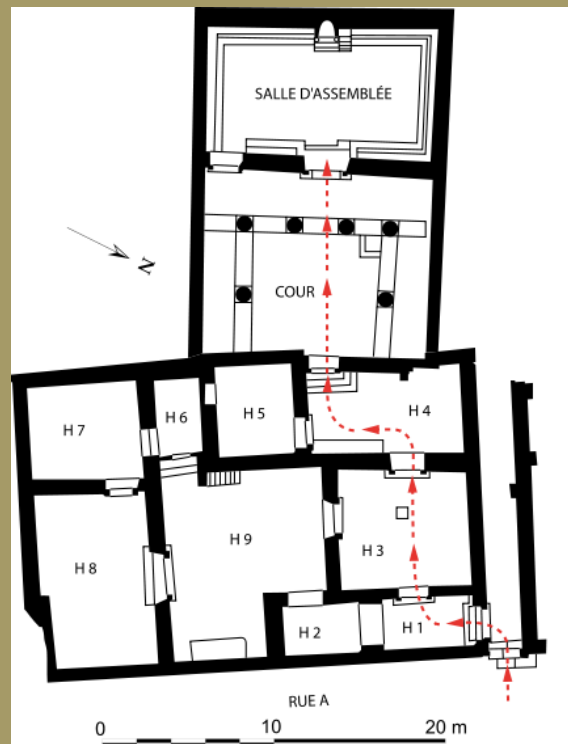 SALLE D'ASSEMBLÉE
N
COUR
H 7
H 6
H 5
H 4
H 8
H 9
H 3
H 2
H 1
RUE A
0 10 20 m